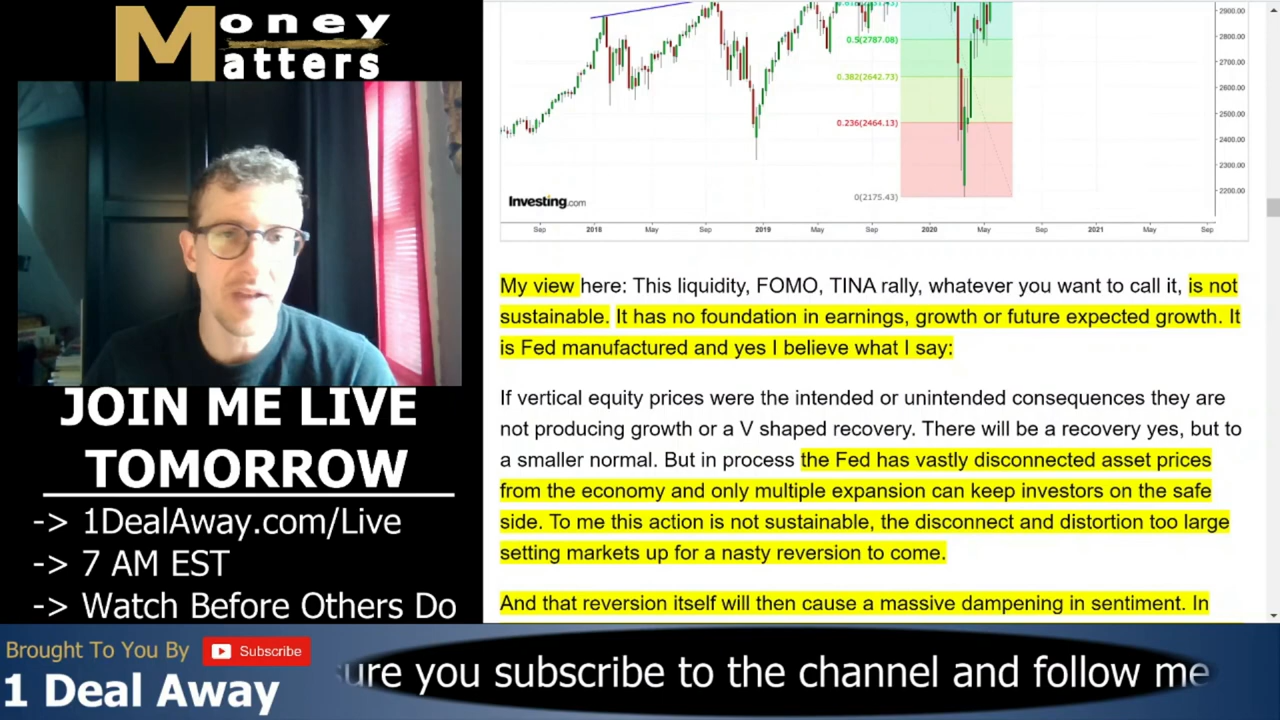 Money
Matters
JOIN ME LIVE
TOMORROW
-> 1DealAway.com/Live
-> 7 AM EST
-> Watch Before Others Do
2900.00
2800.00
2700.00
2600.00
2500.00
2400.00
2300.00
2200.00
0.5(2787.08)
0.382(2642.73)
0.236(2464.13)
0(2175.43)
Investing.com
Sep 2018 May Sep 2019 May Sep 2020 May Sep 2021 May Sep
My view here: This liquidity, FOMO, TINA rally, whatever you want to call it, is not
sustainable. It has no foundation in earnings, growth or future expected growth. It
is Fed manufactured and yes I believe what I say:
If vertical equity prices were the intended or unintended consequences they are
not producing growth or a V shaped recovery. There will be a recovery yes, but to
a smaller normal. But in process the Fed has vastly disconnected asset prices
from the economy and only multiple expansion can keep investors on the safe
side. To me this action is not sustainable, the disconnect and distortion too large
setting markets up for a nasty reversion to come.
And that reversion itself will then cause a massive dampening in sentiment. In
Brought To You By Subscribe
1 Deal Away
ure you subscribe to the channel and follow me